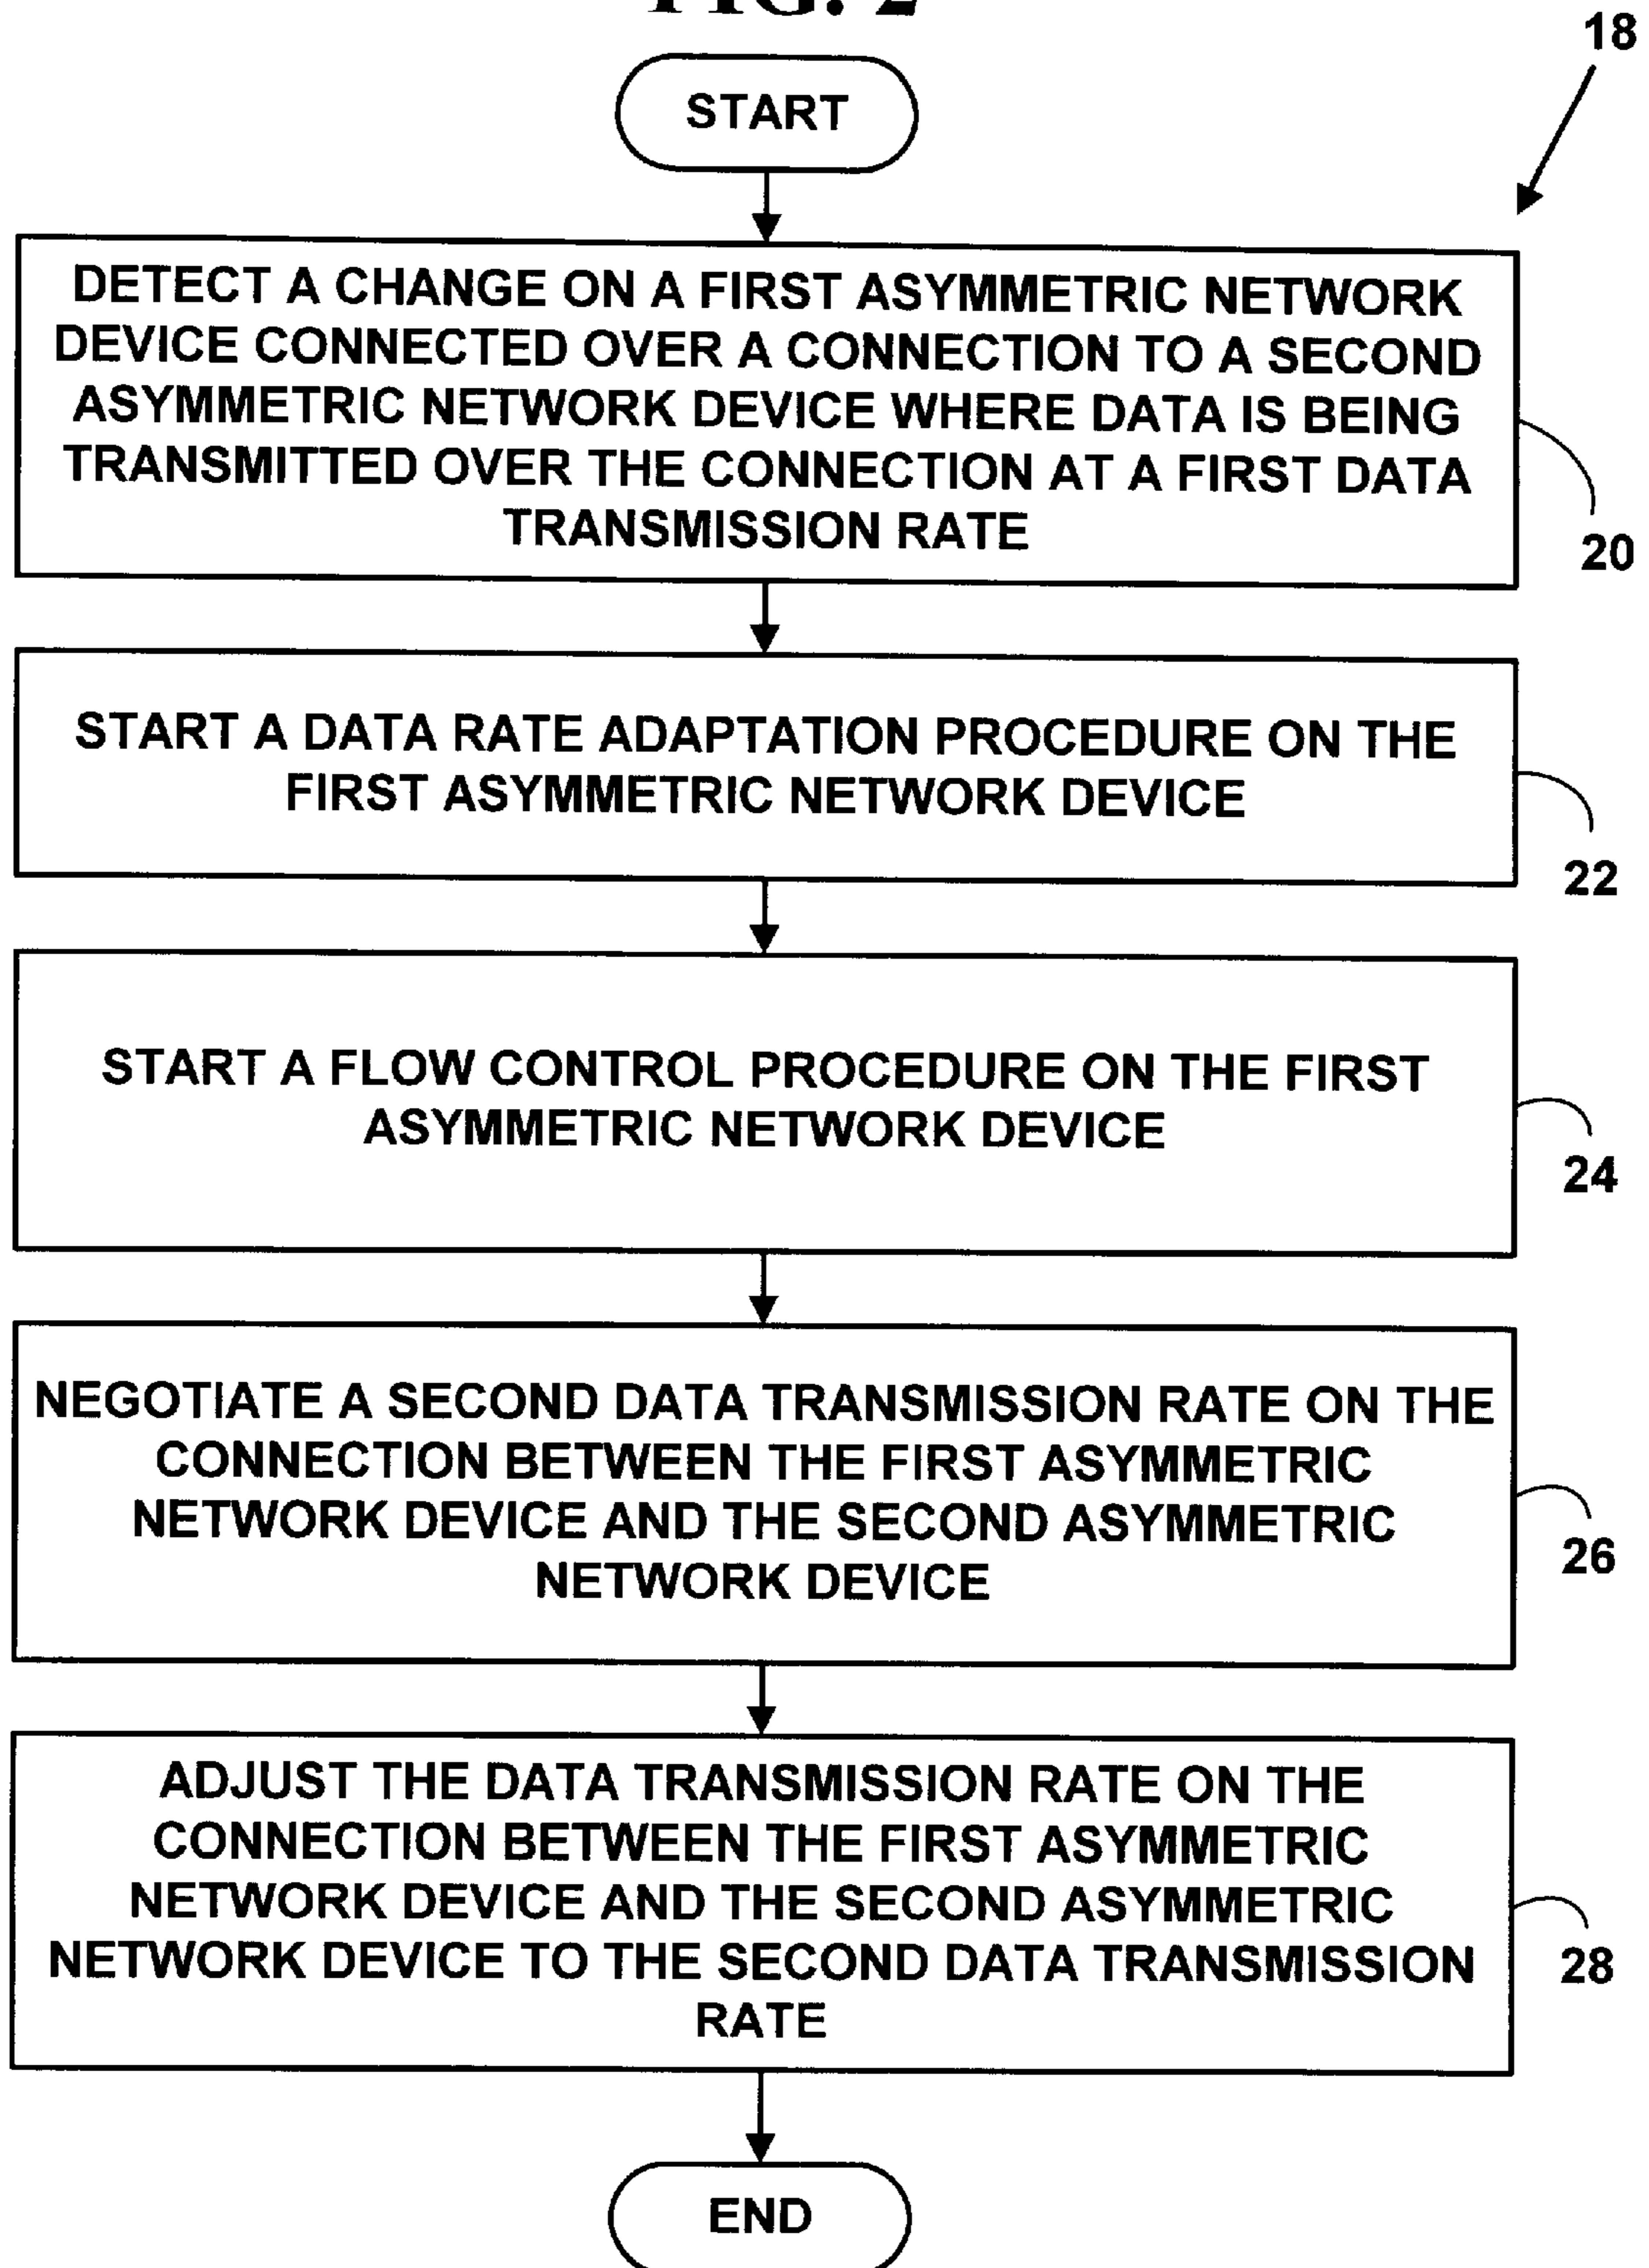 FIG. 2
18
START
DETECT A CHANGE ON A FIRST ASYMMETRIC NETWORK
DEVICE CONNECTED OVER A CONNECTION TO A SECOND
ASYMMETRIC NETWORK DEVICE WHERE DATA IS BEING
TRANSMITTED OVER THE CONNECTION AT A FIRST DATA
TRANSMISSION RATE
20
START A DATA RATE ADAPTATION PROCEDURE ON THE
FIRST ASYMMETRIC NETWORK DEVICE
22
START A FLOW CONTROL PROCEDURE ON THE FIRST
ASYMMETRIC NETWORK DEVICE
24
NEGOTIATE A SECOND DATA TRANSMISSION RATE ON THE
CONNECTION BETWEEN THE FIRST ASYMMETRIC
NETWORK DEVICE AND THE SECOND ASYMMETRIC
NETWORK DEVICE
26
ADJUST THE DATA TRANSMISSION RATE ON THE
CONNECTION BETWEEN THE FIRST ASYMMETRIC
NETWORK DEVICE AND THE SECOND ASYMMETRIC
NETWORK DEVICE TO THE SECOND DATA TRANSMISSION
RATE
28
END